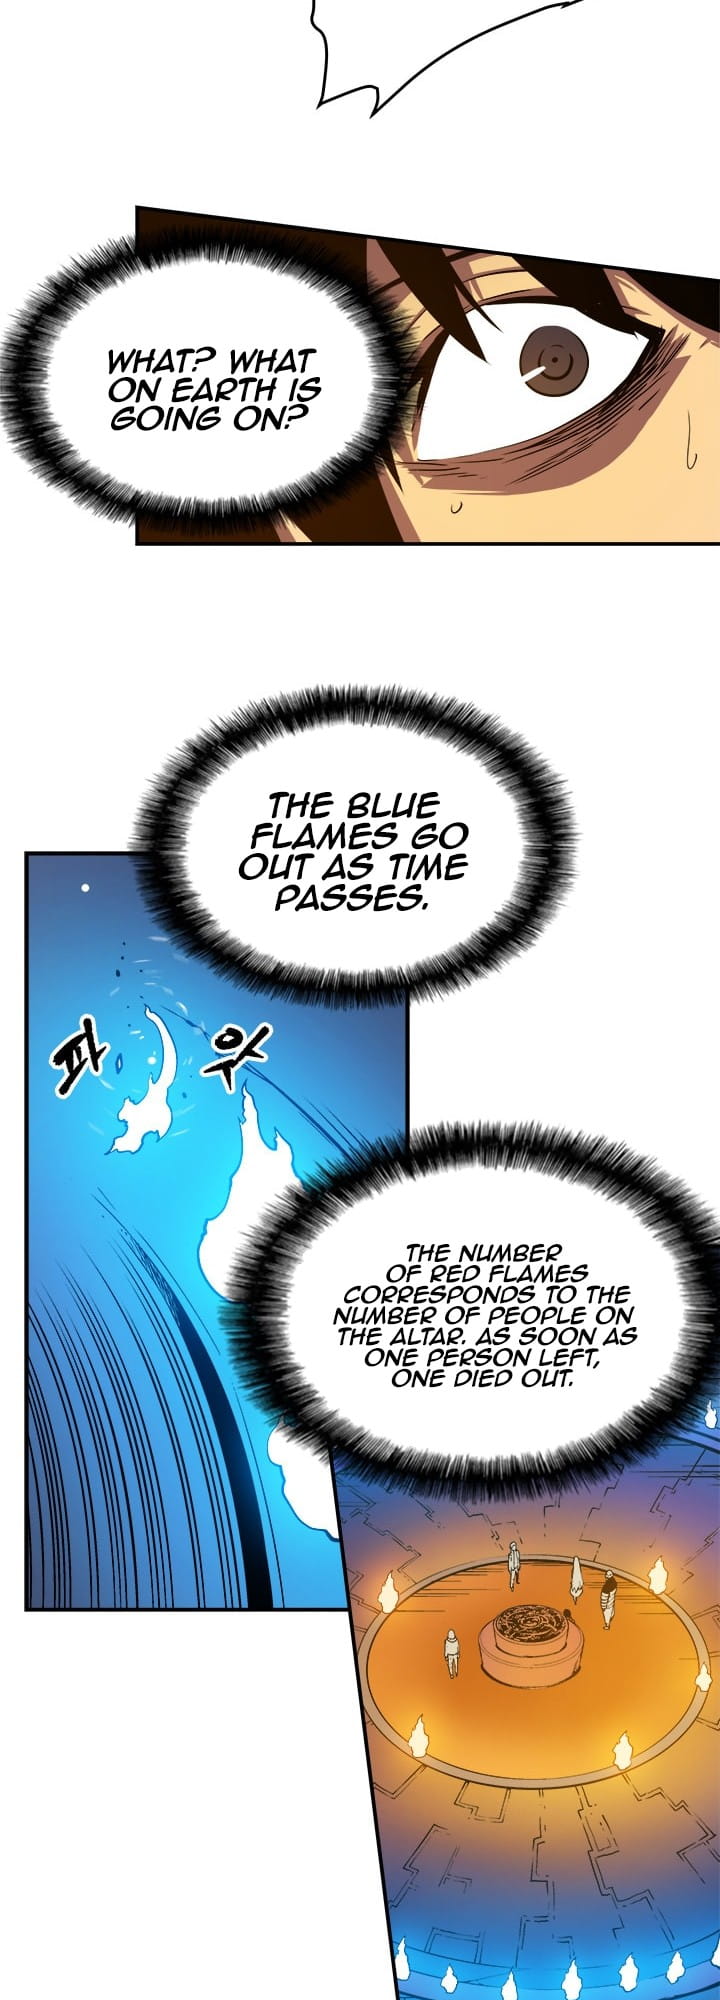 WHAT? WHAT
ON EARTH IS
GOING ON?
THE BLUE
FLAMES GO
OUT AS TIME
PASSES.
파 앗
THE NUMBER
OF RED FLAMES
CORRESPONDS TO THE
NUMBER OF PEOPLE ON
THE ALTAR. AS SOON AS
ONE PERSON LEFT,
ONE DIED OUT.